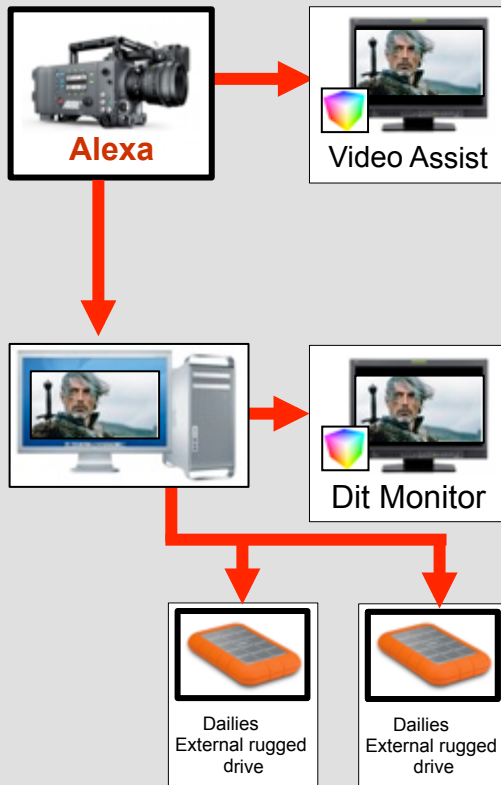 Alexa
Video Assist
Dit Monitor
Dailies
External rugged
drive
Dailies
External rugged
drive